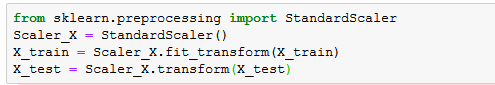 from sklearn.preprocessing import StandardScaler
Scaler_X = StandardScaler()
X_train = Scaler_X.fit_transform(X_train)
X_test = Scaler_X.transform(X_test)